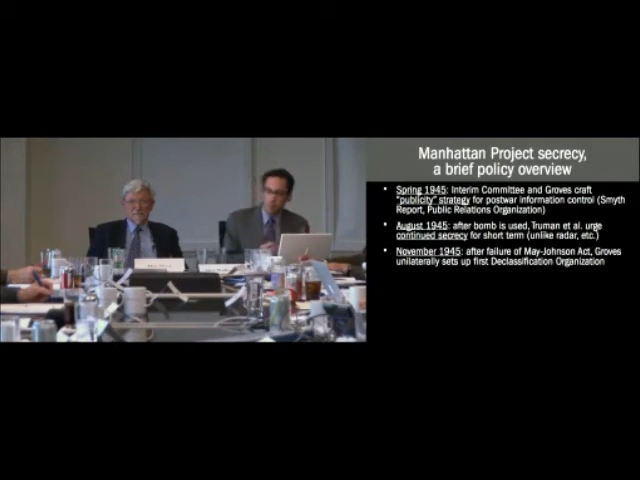 Manhattan Project secrecy,
a brief policy overview
• Spring 1945: Interim Committee and Groves craft
"publicity" strategy for postwar information control (Smyth
Report, Public Relations Organization)
• August 1945: after bomb is used, Truman et al. urge
continued secrecy for short term (unlike radar, etc.)
• November 1945: after failure of May-Johnson Act, Groves
unilaterally sets up first Declassification Organization